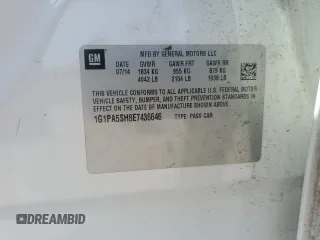 GM
MFD BY GENERAL MOTORS LLC
07/14 GVWR GAWR FRT GAWR RR
1834 KG 955 KG 879 KG
4042 LB 2104 LB 1938 LB
THIS VEHICLE CONFORMS TO ALL APPLICABLE U.S. FEDERAL MOTOR
VEHICLE SAFETY, BUMPER, AND THEFT PREVENTION STANDARDS
IN EFFECT ON THE DATE OF MANUFACTURE SHOWN ABOVE.
1G1PA5SH8E7436646 TYPE: PASS CAR
DREAMBID